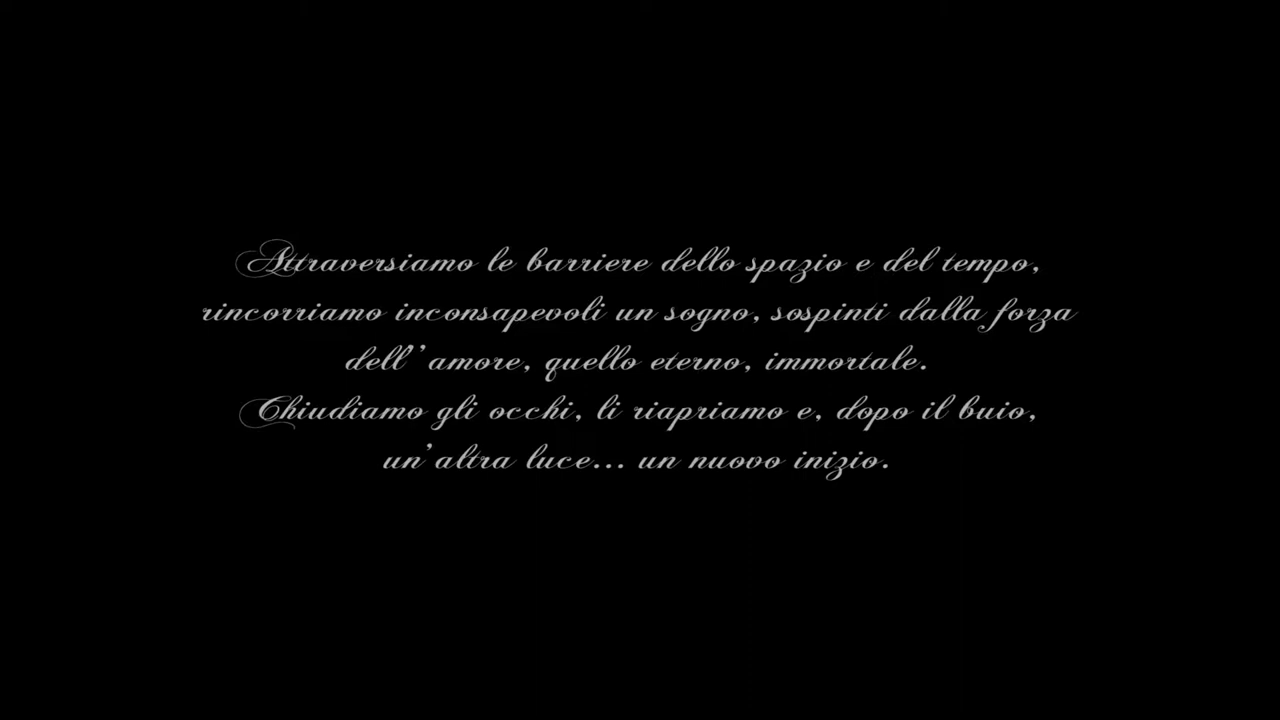 Attraversiamo le barriere dello spazio e del tempo,
rincorriamo inconsapevoli un sogno, sospinti dalla forza
dell'amore, quello eterno, immortale.
Chiudiamo gli occhi, li riapriamo e, dopo il buio,
un'altra luce... un nuovo inizio.